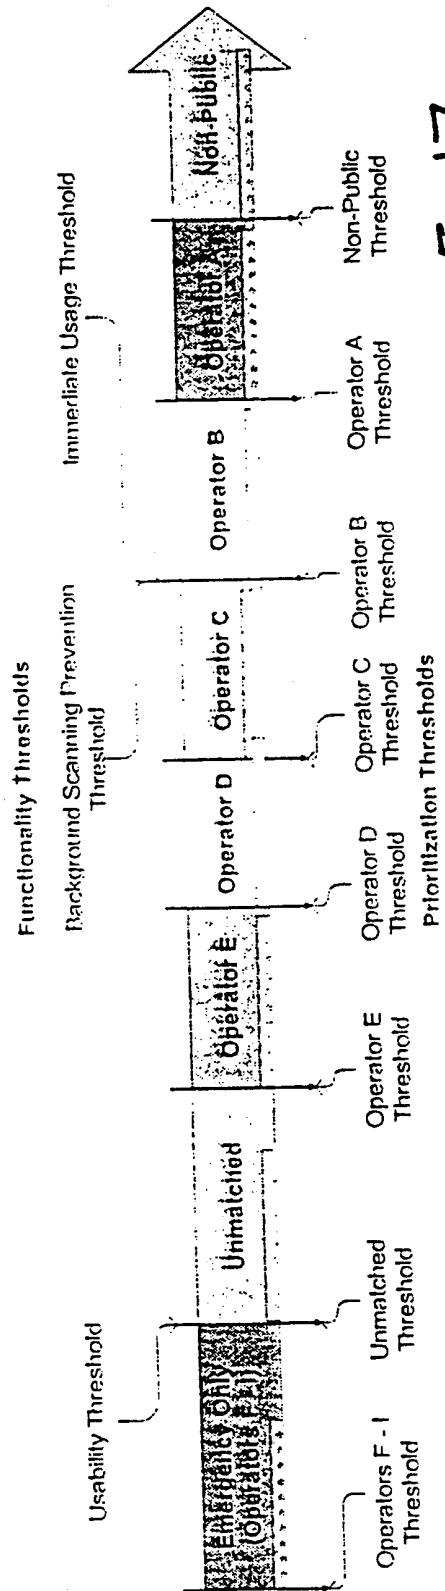 Functionality Thresholds
Usability Threshold
Background Scanning Prevention
Threshold
Immediate Usage Threshold
Emergency Only
(Operators F - I)
Unmatched
Operator E
Operator D
Operator C
Operator B
Operator A
Non-Public
Operators F - I
Threshold
Unmatched
Threshold
Operator E
Threshold
Operator D
Threshold
Operator C
Threshold
Operator B
Threshold
Operator A
Threshold
Non-Public
Threshold
Prioritization Thresholds